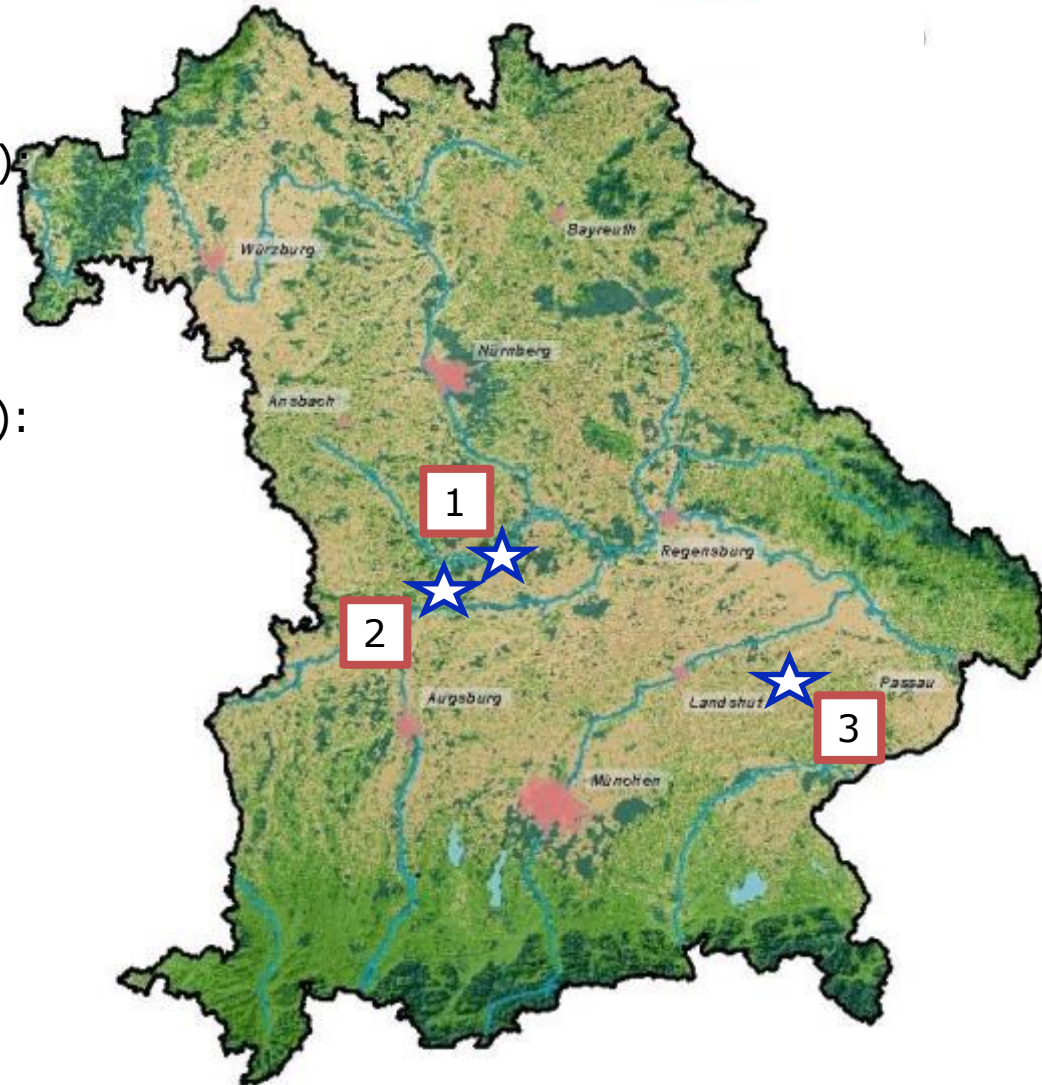 ):
Würzburg
Bayreuth
Nürnberg
Ansbach
):
1
Regensburg
2
Augsburg
Landshut
Passau
3
München